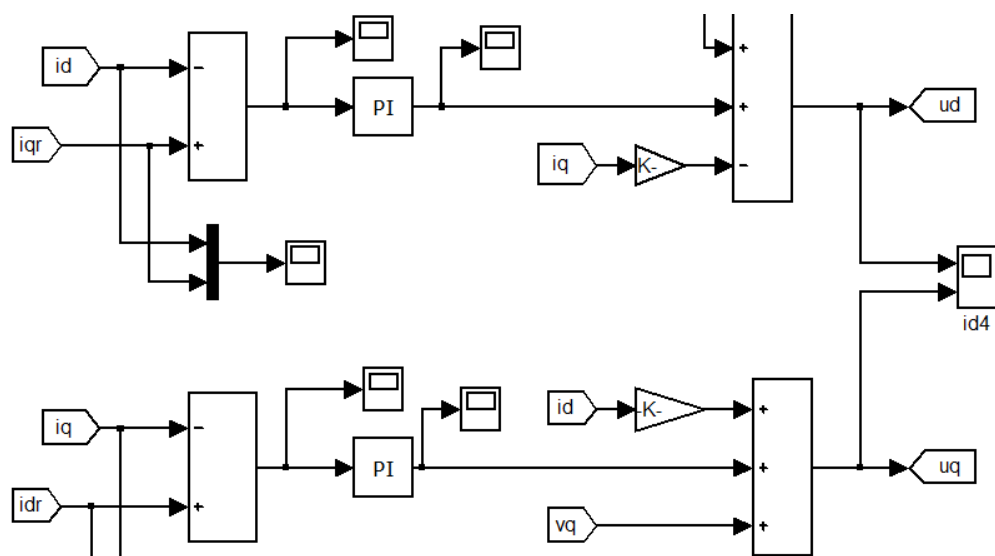 id
-
+
PI
iqr
+
+
-
iq
K-
ud
id4
iq
-
+
PI
idr
id
-K-
+
+
+
vq
uq